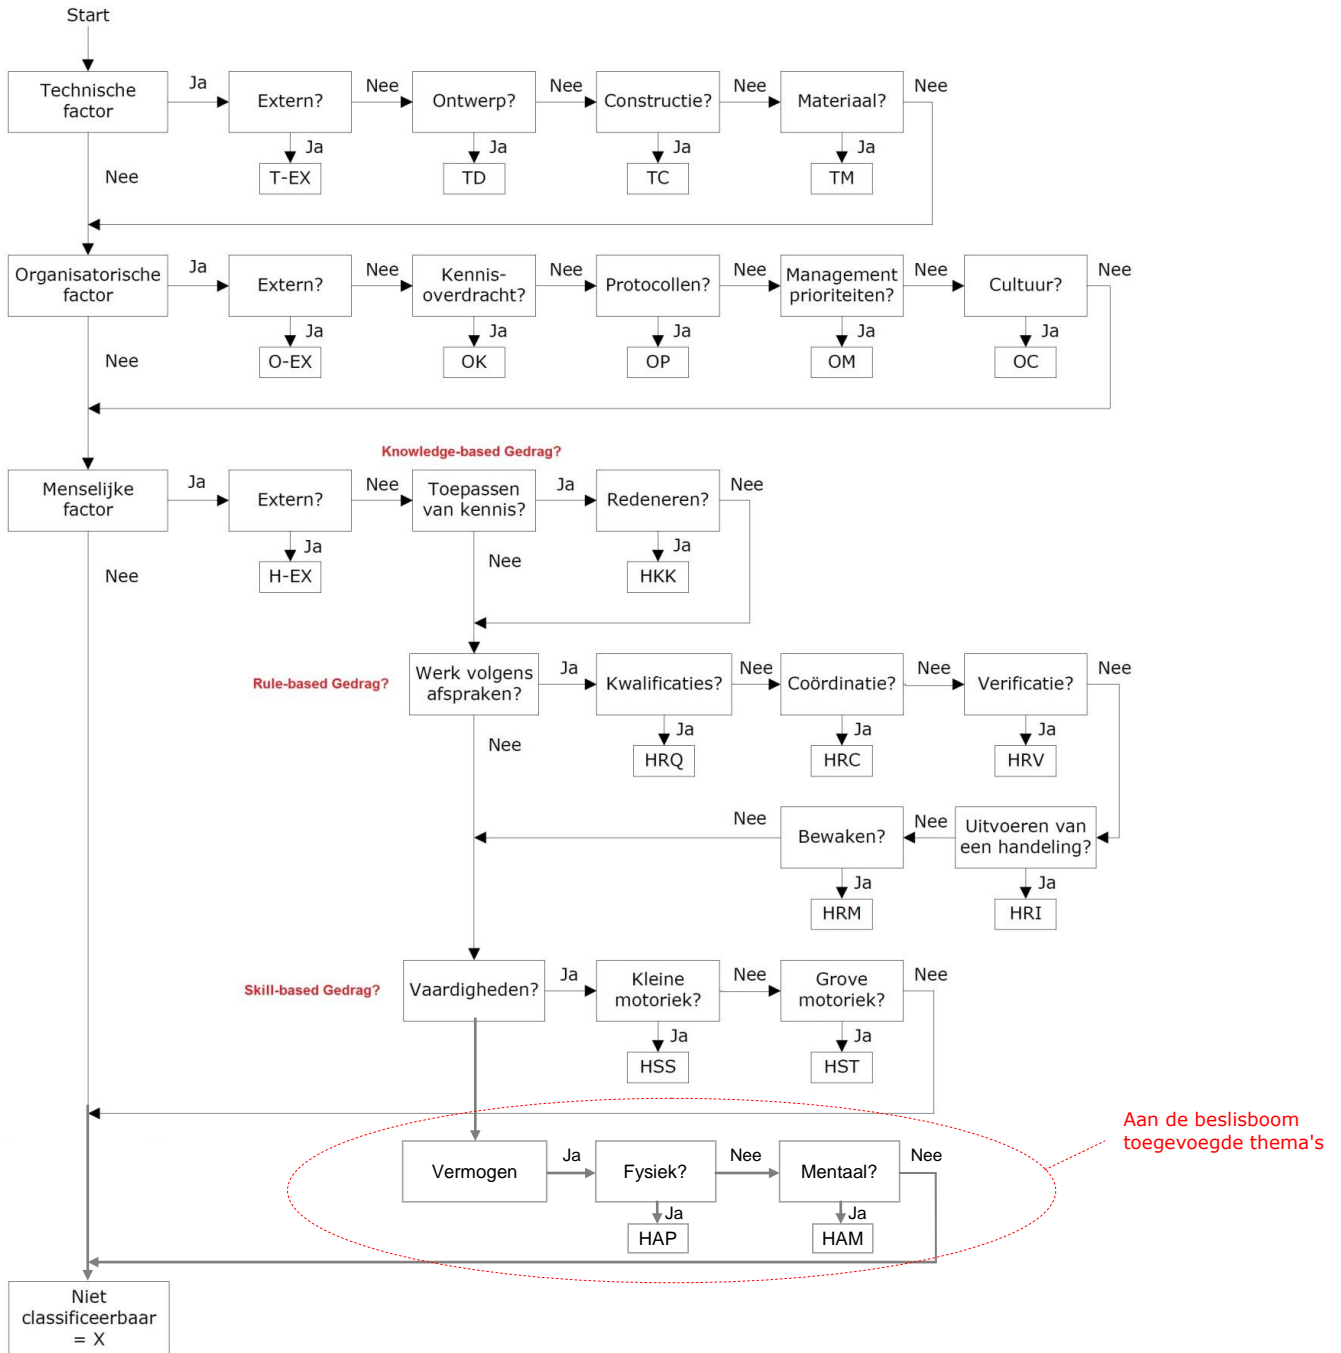 Start
Technische
factor
Ja
Extern?
Nee
Ontwerp?
Nee
Constructie?
Nee
Materiaal?
Nee
Nee
Ja
T-EX
Ja
TD
Ja
TC
Ja
TM
Organisatorische
factor
Ja
Extern?
Nee
Kennis-
overdracht?
Nee
Protocollen?
Nee
Management
prioriteiten?
Nee
Cultuur?
Nee
Nee
Ja
O-EX
Ja
OK
Ja
OP
Ja
OM
Ja
OC
Knowledge-based Gedrag?
Menselijke
factor
Ja
Extern?
Nee
Toepassen
van kennis?
Ja
Redeneren?
Nee
Nee
Ja
H-EX
Nee
Ja
HKK
Rule-based Gedrag?
Werk volgens
afspraken?
Ja
Kwalificaties?
Nee
Coördinatie?
Nee
Verificatie?
Nee
Nee
Ja
HRQ
Ja
HRC
Ja
HRV
Nee
Bewaken?
Nee
Uitvoeren van
een handeling?
Ja
HRM
Ja
HRI
Skill-based Gedrag?
Vaardigheden?
Ja
Kleine
motoriek?
Nee
Grove
motoriek?
Nee
Ja
HSS
Ja
HST
Aan de beslisboom
toegevoegde thema's
Vermogen
Ja
Fysiek?
Nee
Mentaal?
Nee
Ja
HAP
Ja
HAM
Niet
classificeerbaar
= X